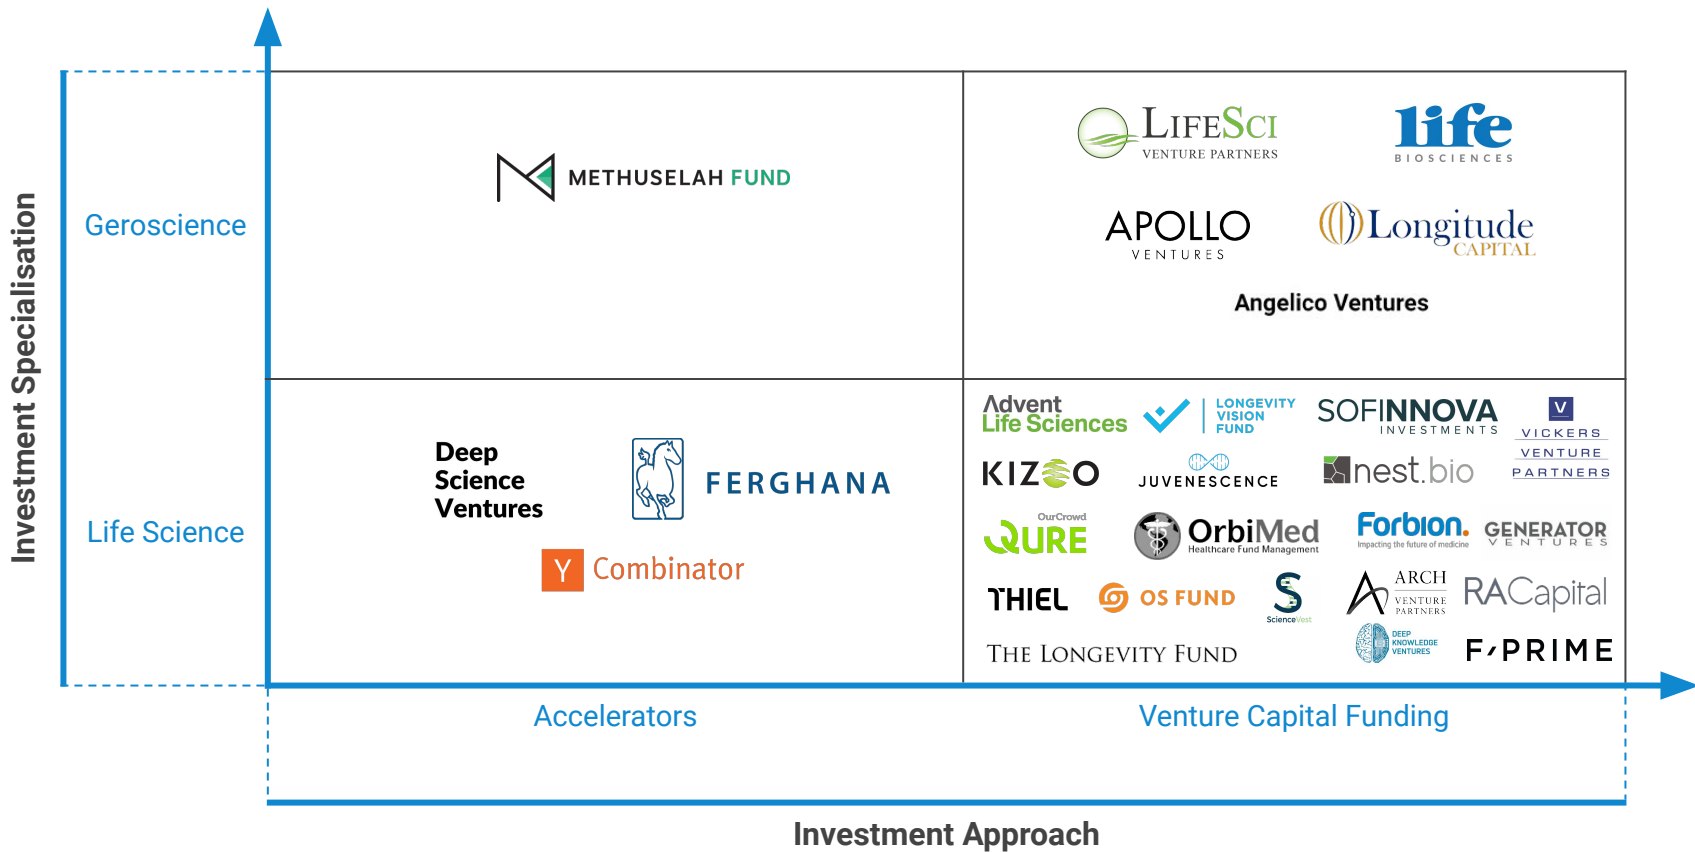 Investment Specialisation
Geroscience
Life Science
METHUSELAH FUND
LIFESCI
VENTURE PARTNERS
life
BIOSCIENCES
APOLLO
VENTURES
Longitude
CAPITAL
Angelico Ventures
Deep
Science
Ventures
FERGHANA
Y Combinator
Advent
Life Sciences
LONGEVITY
VISION
FUND
SOFINNOVA
INVESTMENTS
V
VICKERS
VENTURE
PARTNERS
KIZOO
JUVENESCENCE
nest.bio
OurCrowd
QURE
OrbiMed
Healthcare Fund Management
Forbion.
Impacting the future of medicine
GENERATOR
VENTURES
THIEL
OS FUND
S
ScienceVest
ARCH
VENTURE
PARTNERS
RACapital
THE LONGEVITY FUND
DEEP
KNOWLEDGE
VENTURES
F/PRIME
Accelerators
Venture Capital Funding
Investment Approach